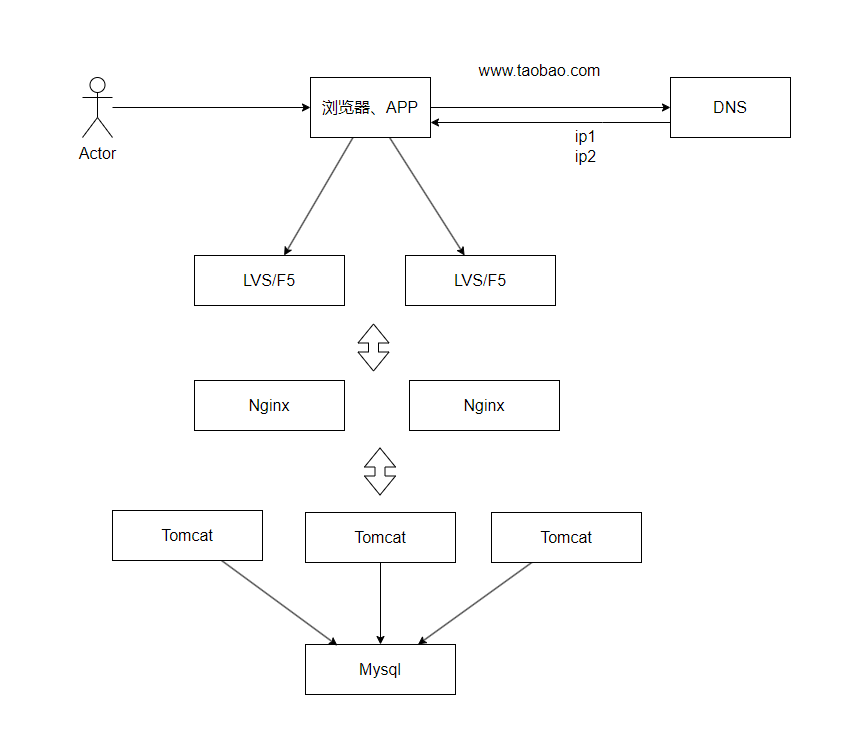 www.taobao.com
浏览器、APP
DNS
ip1
ip2
Actor
LVS/F5
LVS/F5
Nginx
Nginx
Tomcat
Tomcat
Tomcat
Mysql